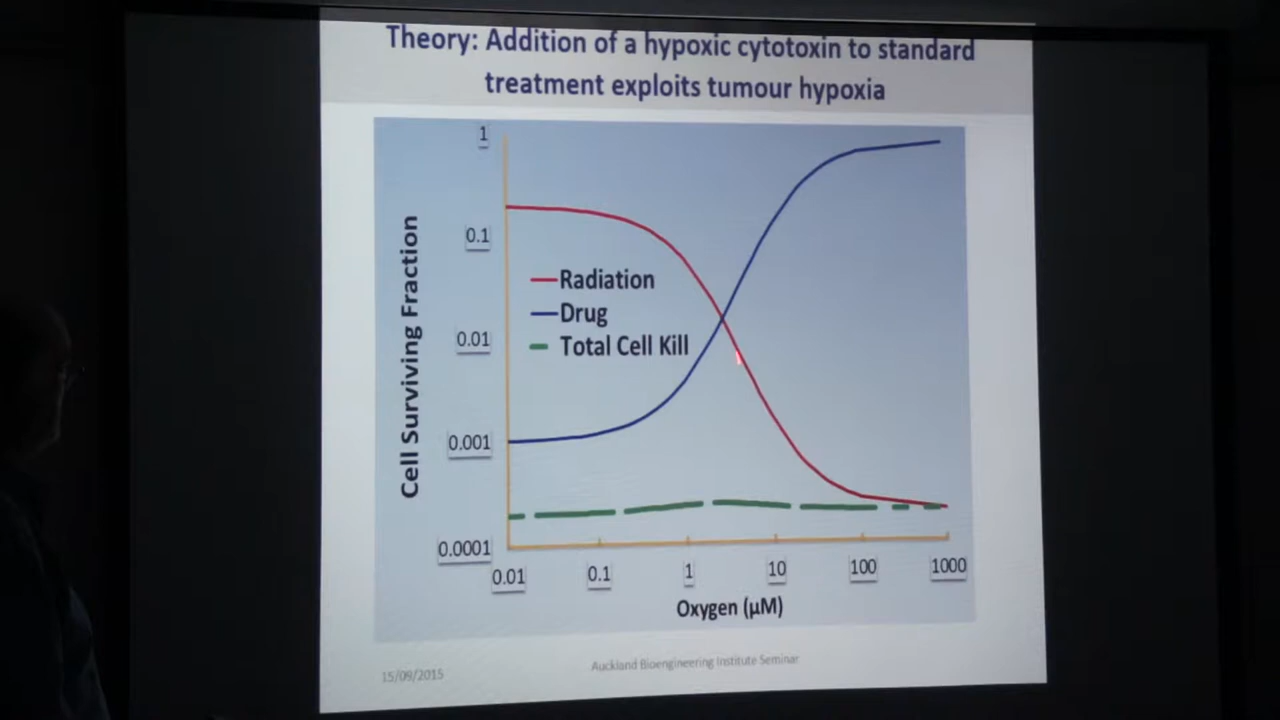 Theory: Addition of a hypoxic cytotoxin to standard
treatment exploits tumour hypoxia
1
0.1
0.01
0.001
0.0001
Cell Surviving Fraction
Radiation
Drug
Total Cell Kill
0.01 0.1 1 10 100 1000
Oxygen (µM)
15/09/2015 Auckland Bioengineering Institute Seminar